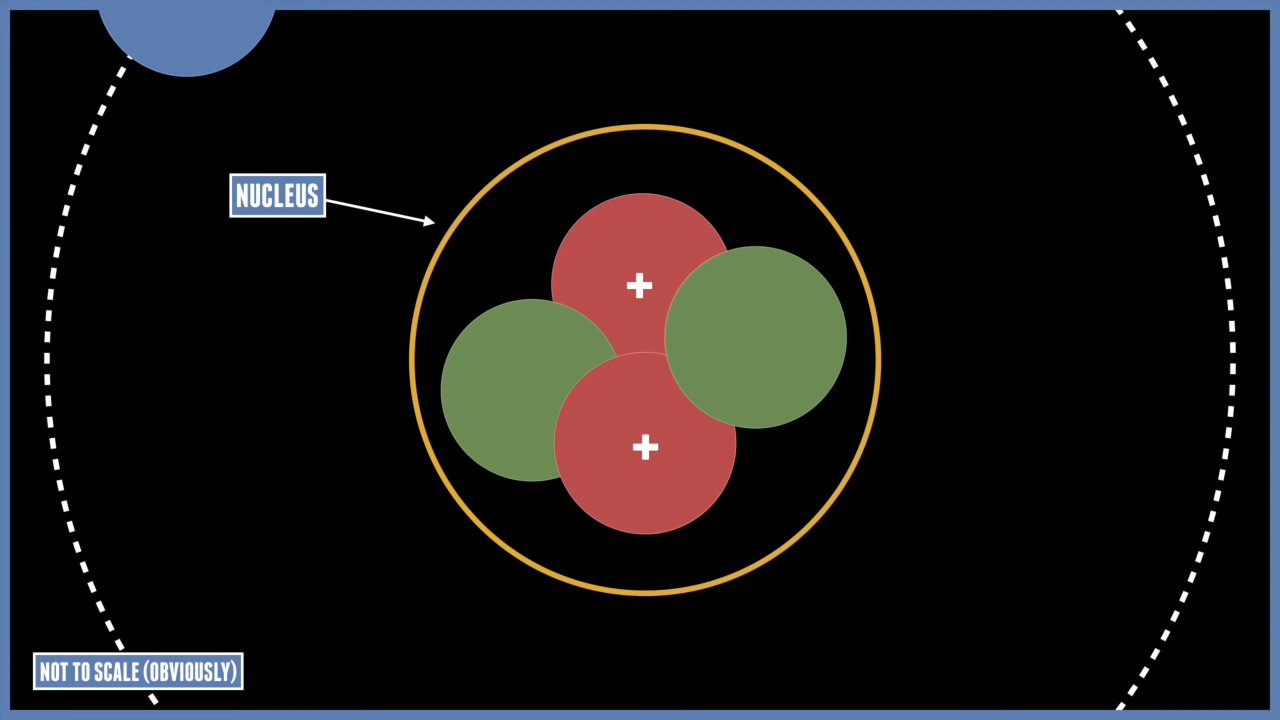 NUCLEUS
+
+
NOT TO SCALE (OBVIOUSLY)